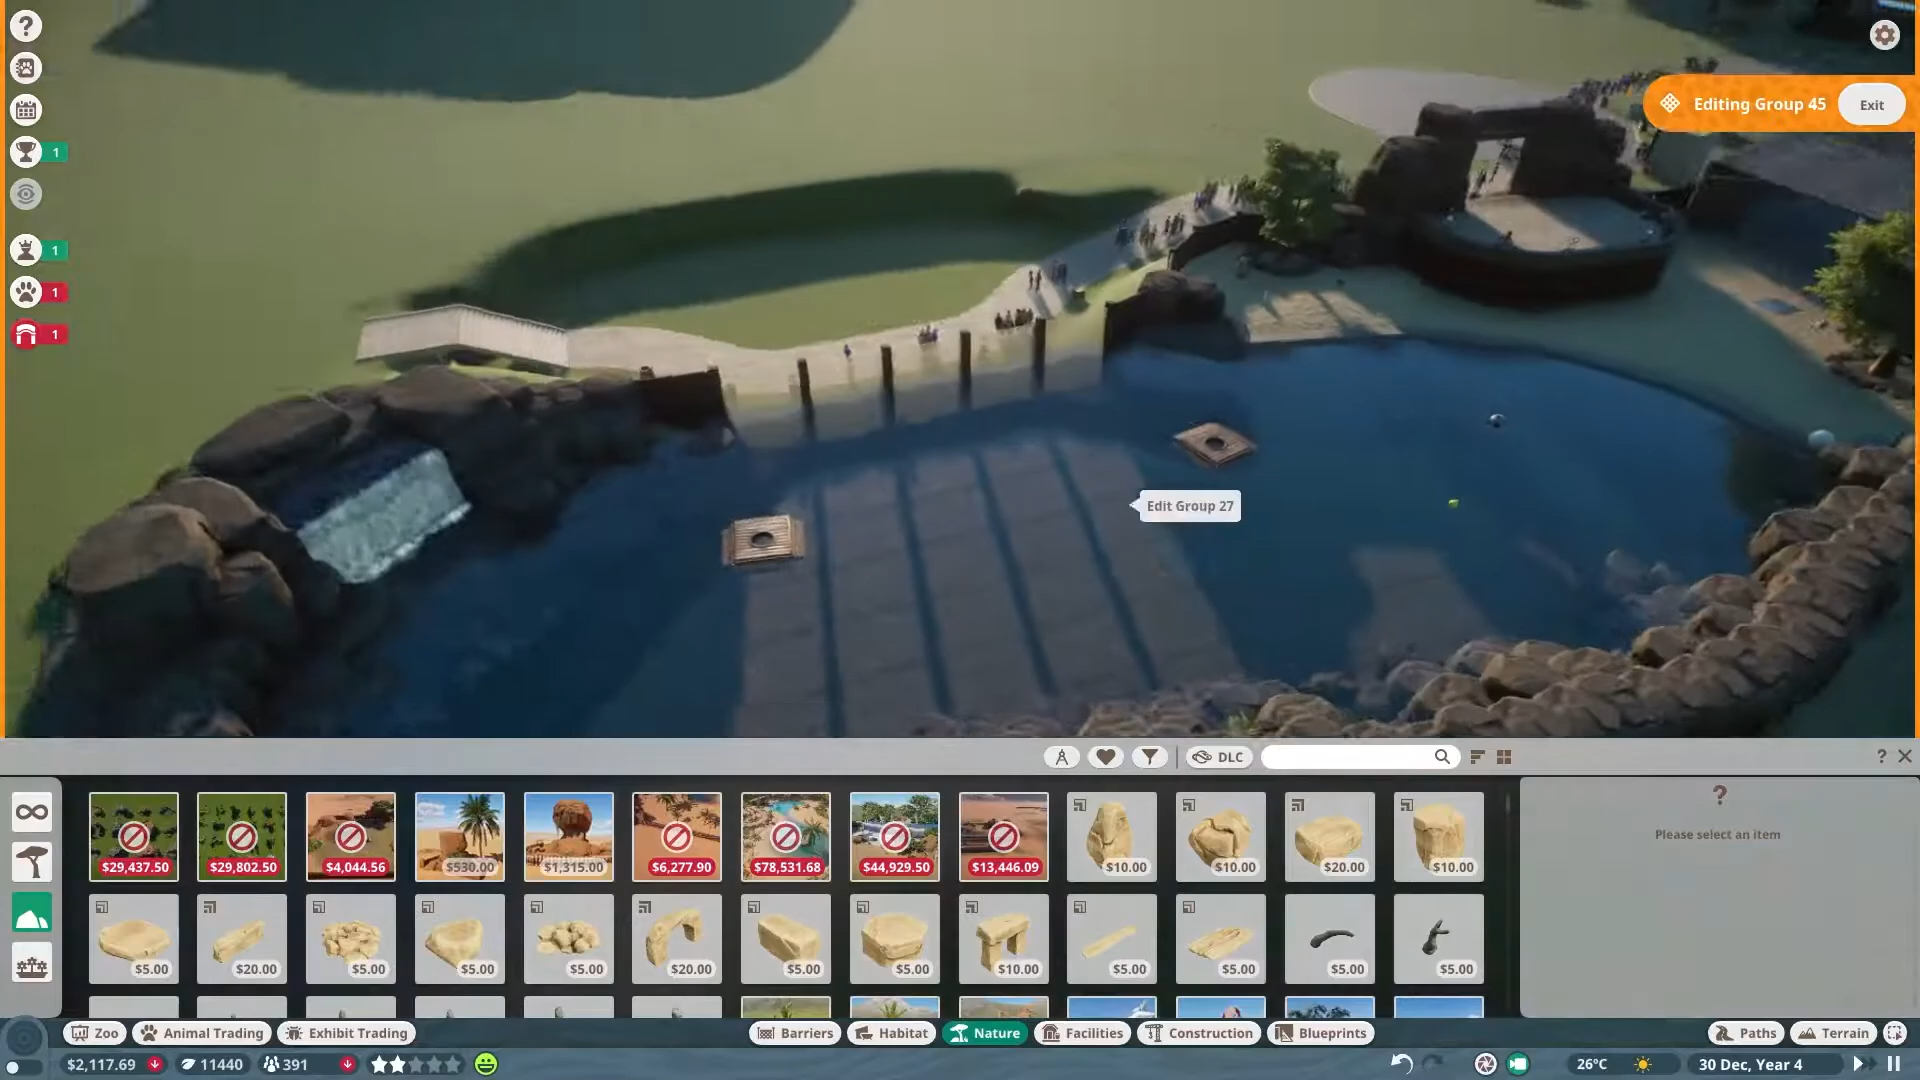 ?
1
1
1
1
Editing Group 45
Exit
Edit Group 27
DLC
?
?
Please select an item
$29,437.50
$29,802.50
$4,044.56
$530.00
$1,315.00
$6,277.90
$78,531.68
$44,929.50
$13,446.09
$10.00
$10.00
$20.00
$10.00
$5.00
$20.00
$5.00
$5.00
$5.00
$20.00
$5.00
$5.00
$10.00
$5.00
$5.00
$5.00
$5.00
Zoo
Animal Trading
Exhibit Trading
Barriers
Habitat
Nature
Facilities
Construction
Blueprints
Paths
Terrain
$2,117.69
11440
391
26°C
30 Dec, Year 4